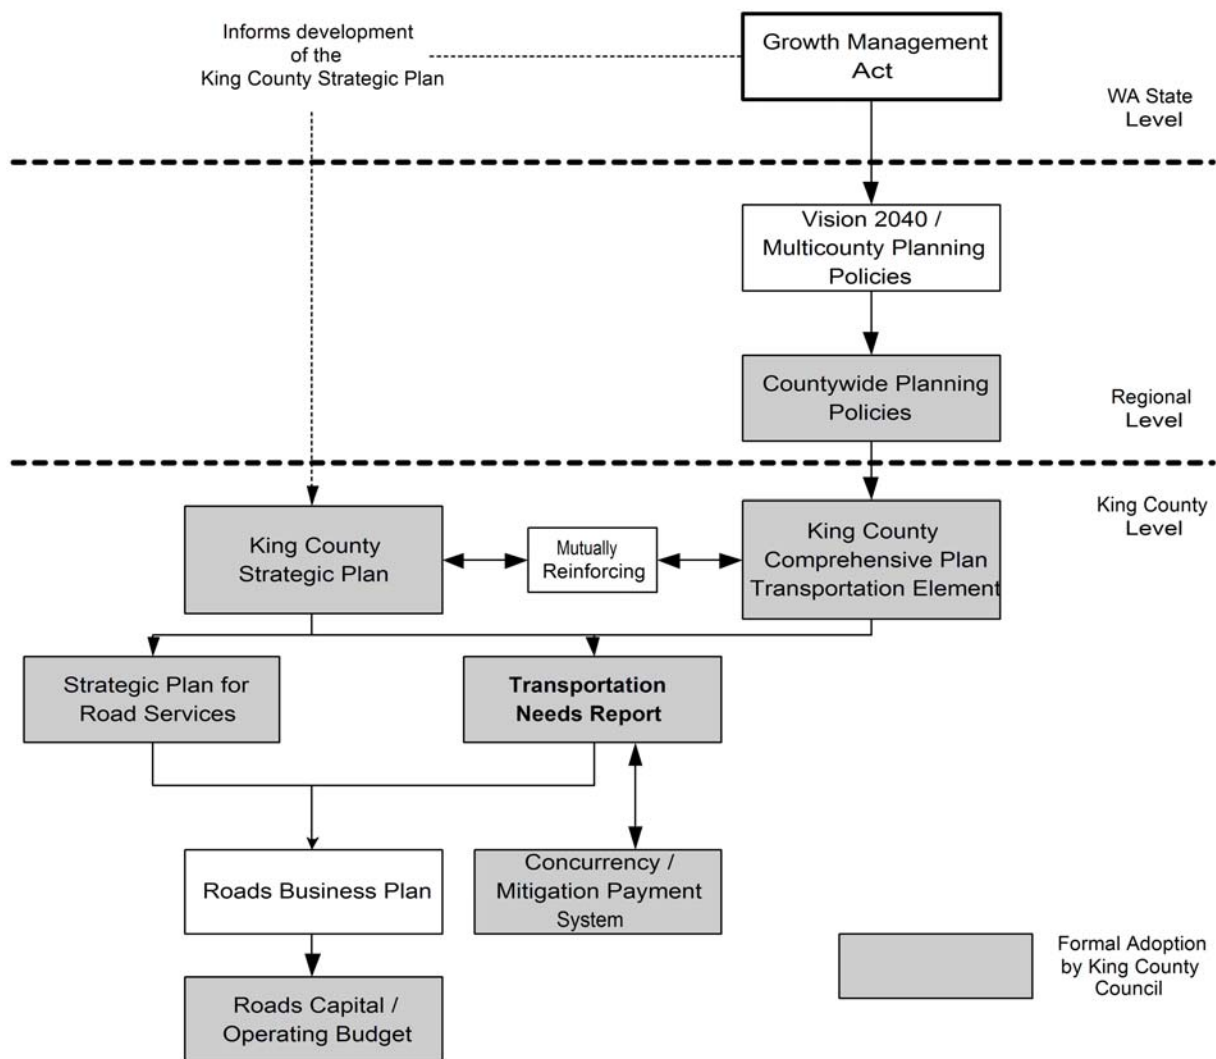 Informs development
of the
King County Strategic Plan
Growth Management
Act
WA State
Level
Vision 2040 /
Multicounty Planning
Policies
Countywide Planning
Policies
Regional
Level
King County
Level
King County
Strategic Plan
Mutually
Reinforcing
King County
Comprehensive Plan
Transportation Element
Strategic Plan for
Road Services
Transportation
Needs Report
Roads Business Plan
Concurrency /
Mitigation Payment
System
Roads Capital /
Operating Budget
Formal Adoption
by King County
Council